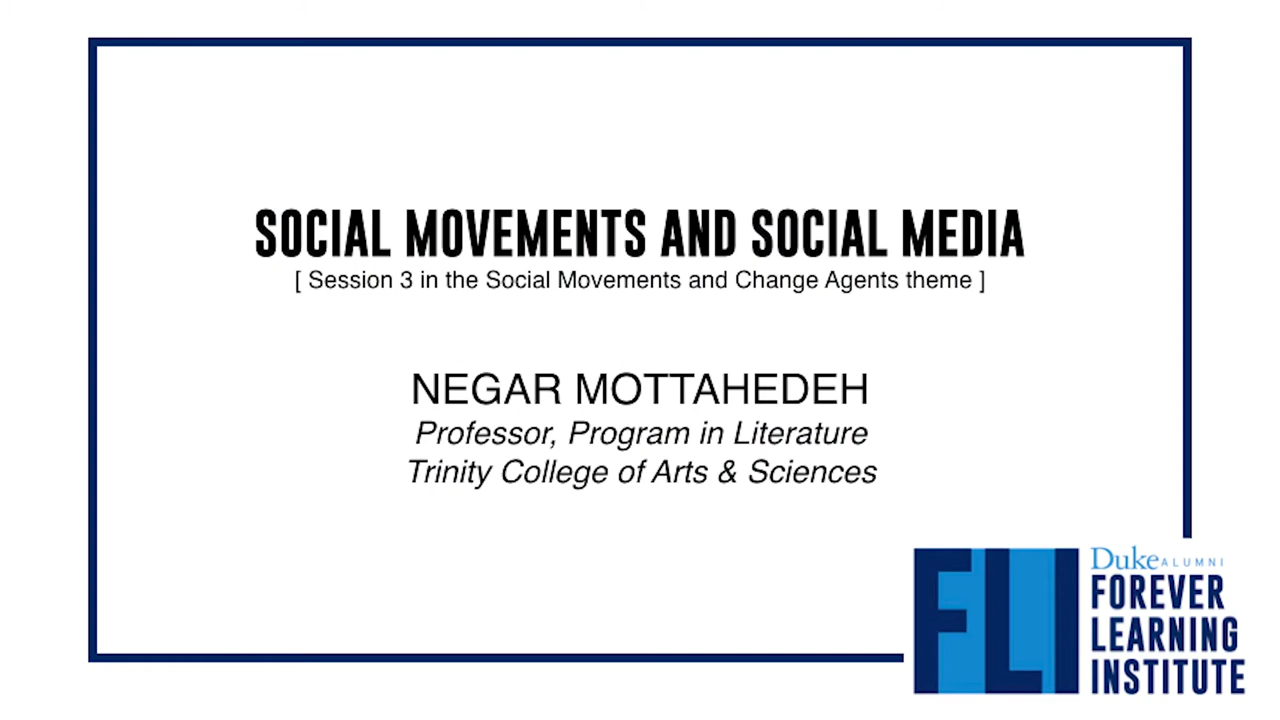 SOCIAL MOVEMENTS AND SOCIAL MEDIA
[ Session 3 in the Social Movements and Change Agents theme ]
NEGAR MOTTAHEDEH
Professor, Program in Literature
Trinity College of Arts & Sciences
FLI
Duke ALUMNI
FOREVER
LEARNING
INSTITUTE